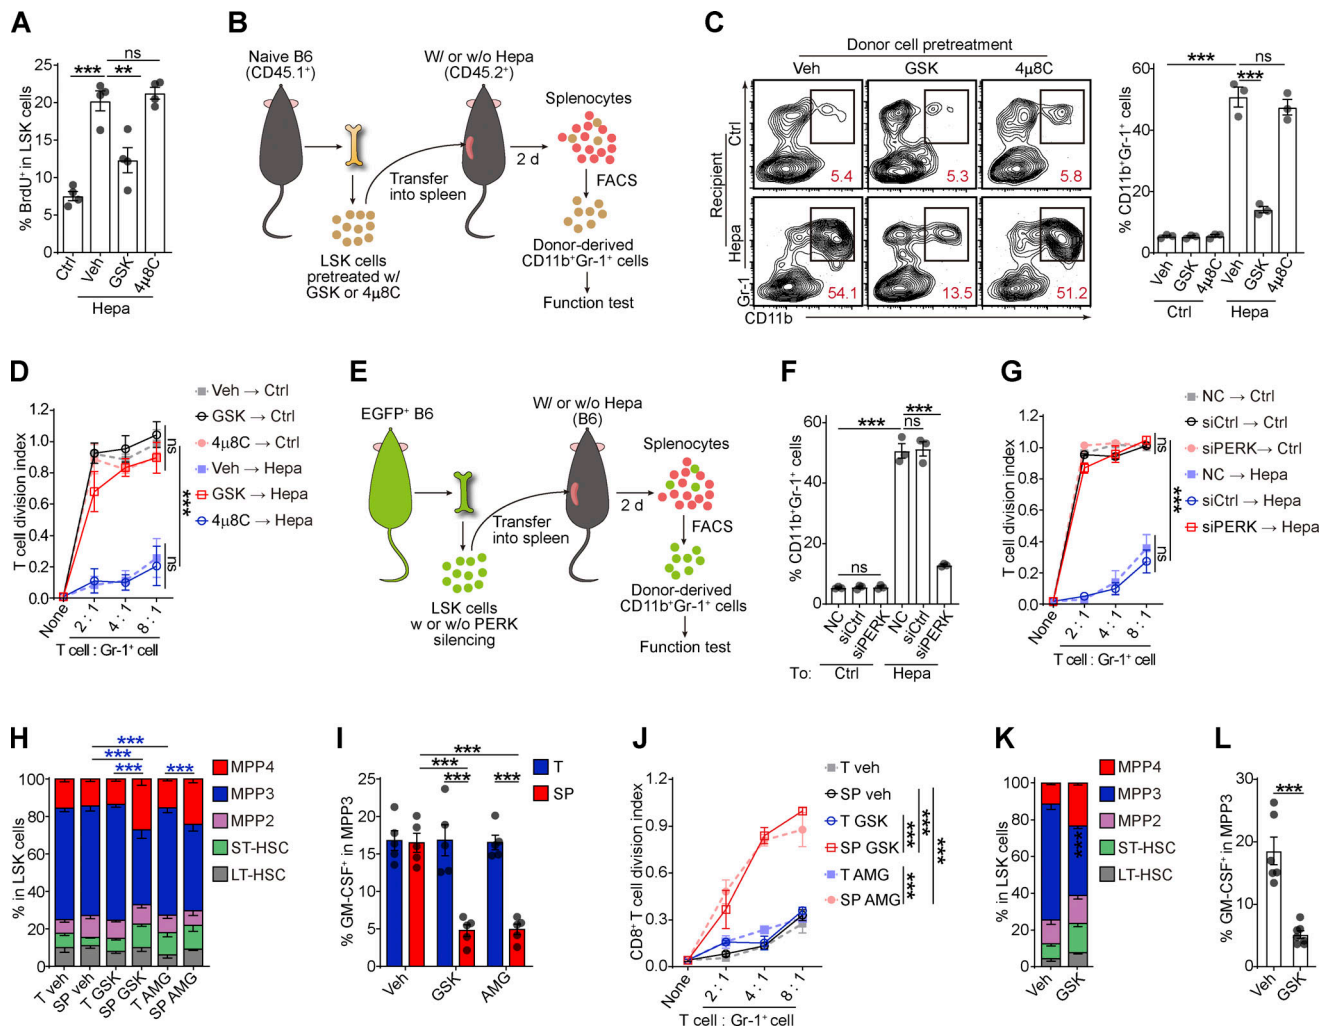 A
% BrdU⁺ in LSK cells
25
20
15
10
5
0
*** ** ns
Ctrl
Veh
GSK
4µ8C
Hepa
B
Naive B6
(CD45.1⁺)
W/ or w/o Hepa
(CD45.2⁺)
Splenocytes
2 d
Transfer
into spleen
FACS
LSK cells
pretreated w/
GSK or 4µ8C
Donor-derived
CD11b⁺Gr-1⁺ cells
Function test
C
Donor cell pretreatment
Veh GSK 4µ8C
Recipient
Ctrl
Hepa
5.4 5.3 5.8
54.1 13.5 51.2
Gr-1
CD11b
% CD11b⁺Gr-1⁺ cells
60
40
20
0
*** *** ns
Veh
GSK
4µ8C
Veh
GSK
4µ8C
Ctrl Hepa
D
T cell division index
1.2
1.0
0.8
0.6
0.4
0.2
0.0
None
2 : 1
4 : 1
8 : 1
T cell : Gr-1⁺ cell
ns
***
ns
Veh → Ctrl
GSK → Ctrl
4µ8C → Ctrl
Veh → Hepa
GSK → Hepa
4µ8C → Hepa
E
EGFP⁺ B6
W/ or w/o Hepa
(B6)
Splenocytes
2 d
Transfer
into spleen
FACS
LSK cells
w or w/o PERK
silencing
Donor-derived
CD11b⁺Gr-1⁺ cells
Function test
F
% CD11b⁺Gr-1⁺ cells
60
40
20
0
***
***
ns
ns
NC
siCtrl
siPERK
NC
siCtrl
siPERK
To: Ctrl Hepa
G
T cell division index
1.2
1.0
0.8
0.6
0.4
0.2
0.0
None
2 : 1
4 : 1
8 : 1
T cell : Gr-1⁺ cell
ns
***
ns
NC → Ctrl
siCtrl → Ctrl
siPERK → Ctrl
NC → Hepa
siCtrl → Hepa
siPERK → Hepa
H
% in LSK cells
100
80
60
40
20
0
***
***
*** ***
T veh
SP veh
T GSK
SP GSK
T AMG
SP AMG
MPP4
MPP3
MPP2
ST-HSC
LT-HSC
I
% GM-CSF⁺ in MPP3
25
20
15
10
5
0
***
***
*** ***
Veh
GSK
AMG
T
SP
J
CD8⁺ T cell division index
1.2
0.9
0.6
0.3
0.0
None
2 : 1
4 : 1
8 : 1
T cell : Gr-1⁺ cell
T veh
SP veh
T GSK
SP GSK
T AMG
SP AMG
***
***
***
***
K
% in LSK cells
100
80
60
40
20
0
***
Veh
GSK
MPP4
MPP3
MPP2
ST-HSC
LT-HSC
L
% GM-CSF⁺ in MPP3
30
20
10
0
***
Veh
GSK